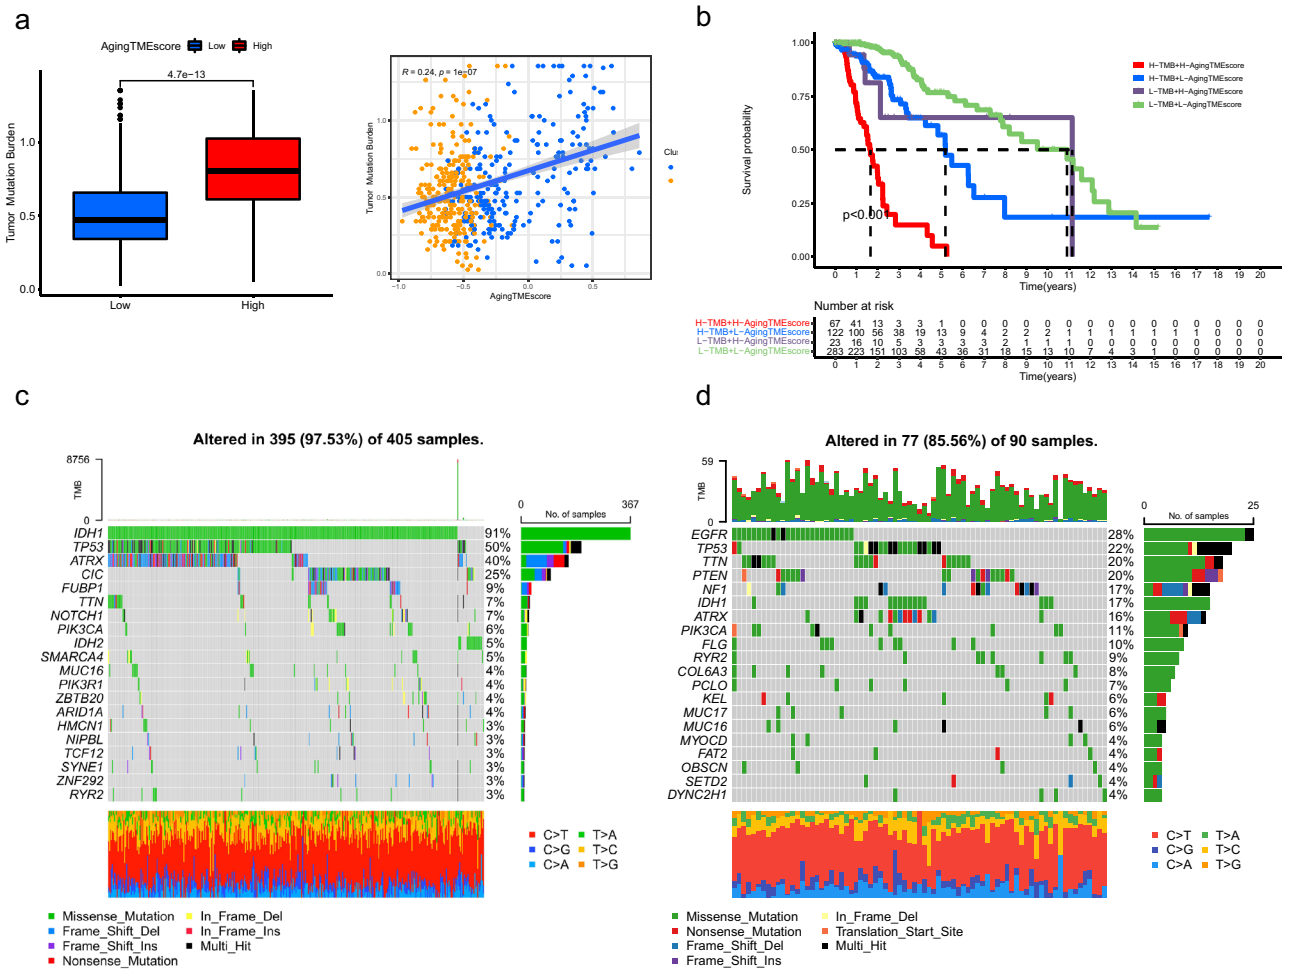 a
AgingTMEscore Low High
4.7e−13
Tumor Mutation Burden
1.0
0.5
0.0
Low High
R = 0.24, p = 1e−07
Tumor Mutation Burden
1.0
0.5
0.0
−1.0 −0.5 0.0 0.5
AgingTMEscore
b
Survival probability
1.00
0.75
0.50
0.25
0.00
p<0.001
H−TMB+H−AgingTMEscore
H−TMB+L−AgingTMEscore
L−TMB+H−AgingTMEscore
L−TMB+L−AgingTMEscore
0 1 2 3 4 5 6 7 8 9 10 11 12 13 14 15 16 17 18 19 20
Time(years)
Number at risk
H−TMB+H−AgingTMEscore 67 41 13 3 3 1 0 0 0 0 0 0 0 0 0 0 0 0 0 0 0
H−TMB+L−AgingTMEscore 122 100 56 38 19 13 9 4 2 2 2 1 1 1 1 1 1 1 0 0 0
L−TMB+H−AgingTMEscore 23 16 10 5 3 3 3 3 2 1 1 1 0 0 0 0 0 0 0 0 0
L−TMB+L−AgingTMEscore 283 223 151 103 58 43 36 31 18 15 13 10 7 4 3 1 0 0 0 0 0
0 1 2 3 4 5 6 7 8 9 10 11 12 13 14 15 16 17 18 19 20
Time(years)
c
Altered in 395 (97.53%) of 405 samples.
8756
TMB
0
0 367
No. of samples
IDH1 91%
TP53 50%
ATRX 40%
CIC 25%
FUBP1 9%
TTN 7%
NOTCH1 7%
PIK3CA 6%
IDH2 5%
SMARCA4 5%
MUC16 4%
PIK3R1 4%
ZBTB20 4%
ARID1A 4%
HMCN1 3%
NIPBL 3%
TCF12 3%
SYNE1 3%
ZNF292 3%
RYR2 3%
C>T T>A
C>G T>C
C>A T>G
Missense_Mutation In_Frame_Del
Frame_Shift_Del In_Frame_Ins
Frame_Shift_Ins Multi_Hit
Nonsense_Mutation
d
Altered in 77 (85.56%) of 90 samples.
59
TMB
0
0 25
No. of samples
EGFR 28%
TP53 22%
TTN 20%
PTEN 20%
NF1 17%
IDH1 17%
ATRX 16%
PIK3CA 11%
FLG 10%
RYR2 9%
COL6A3 8%
PCLO 7%
KEL 6%
MUC17 6%
MUC16 6%
MYOCD 4%
FAT2 4%
OBSCN 4%
SETD2 4%
DYNC2H1 4%
C>T T>A
C>G T>C
C>A T>G
Missense_Mutation In_Frame_Del
Nonsense_Mutation Translation_Start_Site
Frame_Shift_Del Multi_Hit
Frame_Shift_Ins